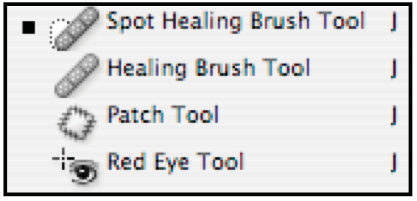 Spot Healing Brush Tool J
Healing Brush Tool J
Patch Tool J
Red Eye Tool J